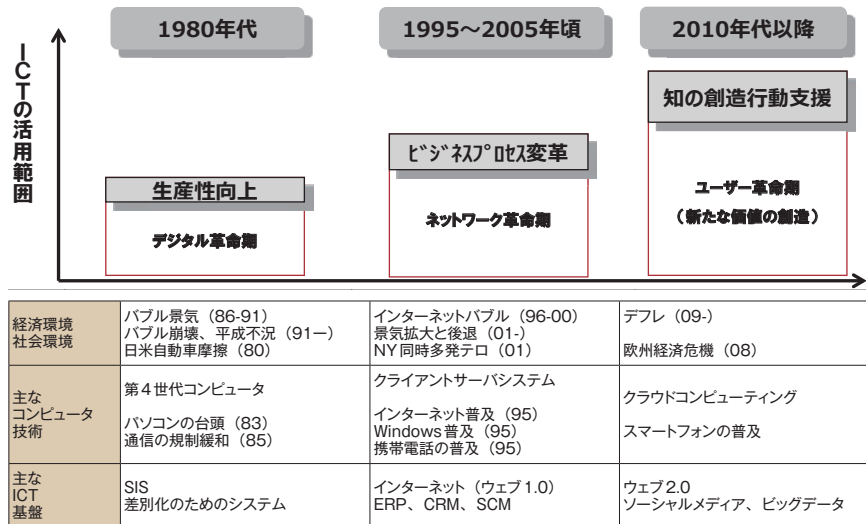 1980年代
1995～2005年頃
2010年代以降
ICTの活用範囲
知の創造行動支援
ﾋﾞｼﾞﾈｽﾌﾟﾛｾｽ変革
生産性向上
ユーザー革命期
（新たな価値の創造）
ネットワーク革命期
デジタル革命期
経済環境
社会環境
バブル景気（86-91）
バブル崩壊、平成不況（91ー）
日米自動車摩擦（80）
インターネットバブル（96-00）
景気拡大と後退（01-）
NY同時多発テロ（01）
デフレ（09-）
欧州経済危機（08）
主な
コンピュータ
技術
第４世代コンピュータ
パソコンの台頭（83）
通信の規制緩和（85）
クライアントサーバシステム
インターネット普及（95）
Windows普及（95）
携帯電話の普及（95）
クラウドコンピューティング
スマートフォンの普及
主な
ICT
基盤
SIS
差別化のためのシステム
インターネット（ウェブ1.0）
ERP、CRM、SCM
ウェブ2.0
ソーシャルメディア、ビッグデータ